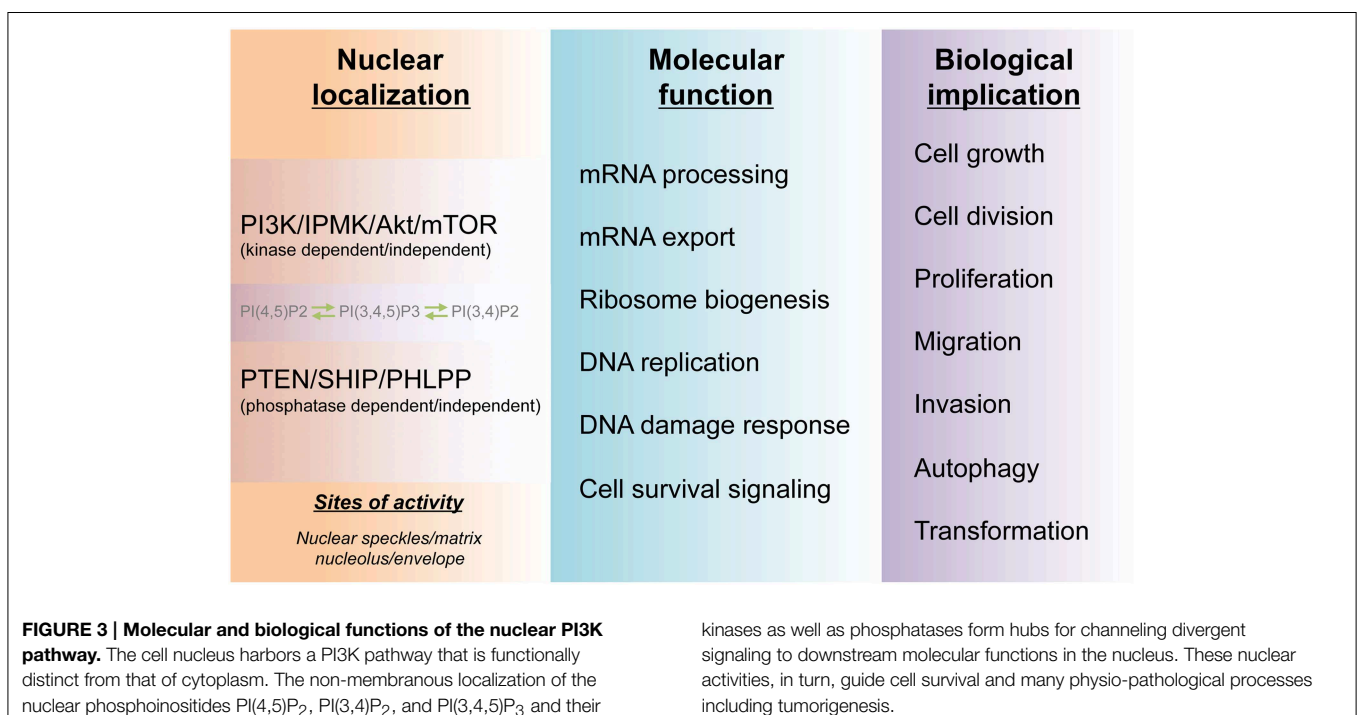 Nuclear
localization
PI3K/IPMK/Akt/mTOR
(kinase dependent/independent)
PI(4,5)P2 ⇌ PI(3,4,5)P3 ⇌ PI(3,4)P2
PTEN/SHIP/PHLPP
(phosphatase dependent/independent)
Sites of activity
Nuclear speckles/matrix
nucleolus/envelope
Molecular
function
mRNA processing
mRNA export
Ribosome biogenesis
DNA replication
DNA damage response
Cell survival signaling
Biological
implication
Cell growth
Cell division
Proliferation
Migration
Invasion
Autophagy
Transformation
FIGURE 3 | Molecular and biological functions of the nuclear PI3K
pathway. The cell nucleus harbors a PI3K pathway that is functionally
distinct from that of cytoplasm. The non-membranous localization of the
nuclear phosphoinositides PI(4,5)P2, PI(3,4)P2, and PI(3,4,5)P3 and their
kinases as well as phosphatases form hubs for channeling divergent
signaling to downstream molecular functions in the nucleus. These nuclear
activities, in turn, guide cell survival and many physio-pathological processes
including tumorigenesis.